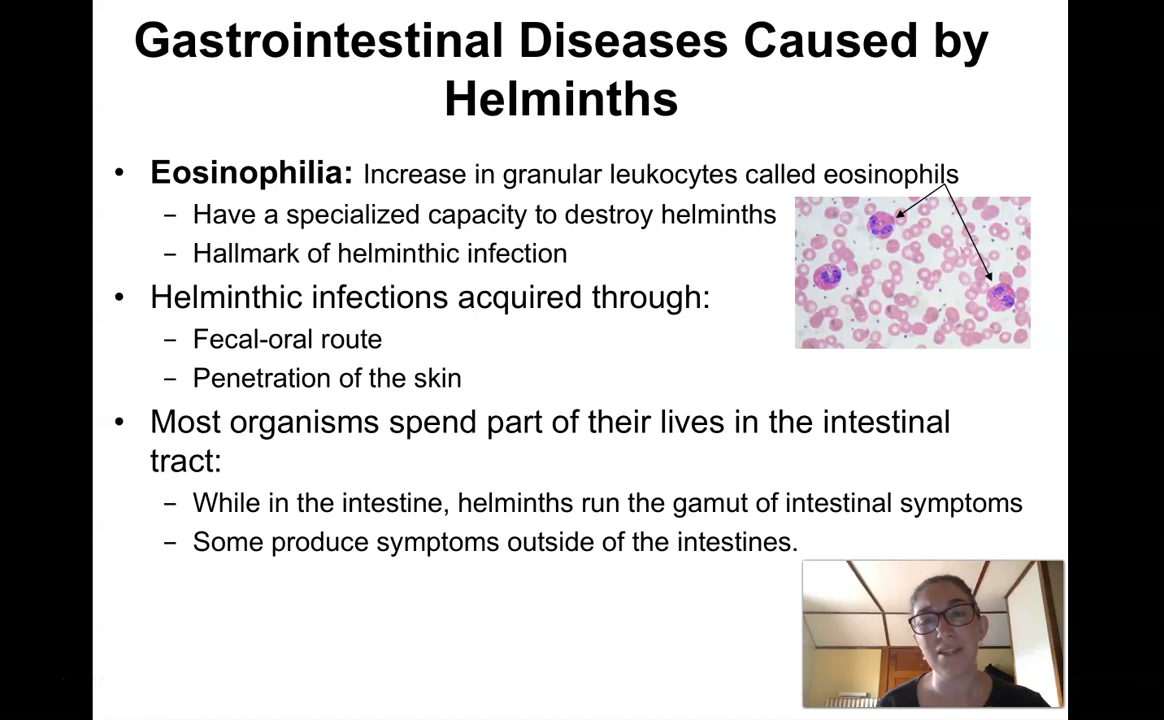 Gastrointestinal Diseases Caused by
Helminths
• Eosinophilia: Increase in granular leukocytes called eosinophils
– Have a specialized capacity to destroy helminths
– Hallmark of helminthic infection
• Helminthic infections acquired through:
– Fecal-oral route
– Penetration of the skin
• Most organisms spend part of their lives in the intestinal
tract:
– While in the intestine, helminths run the gamut of intestinal symptoms
– Some produce symptoms outside of the intestines.